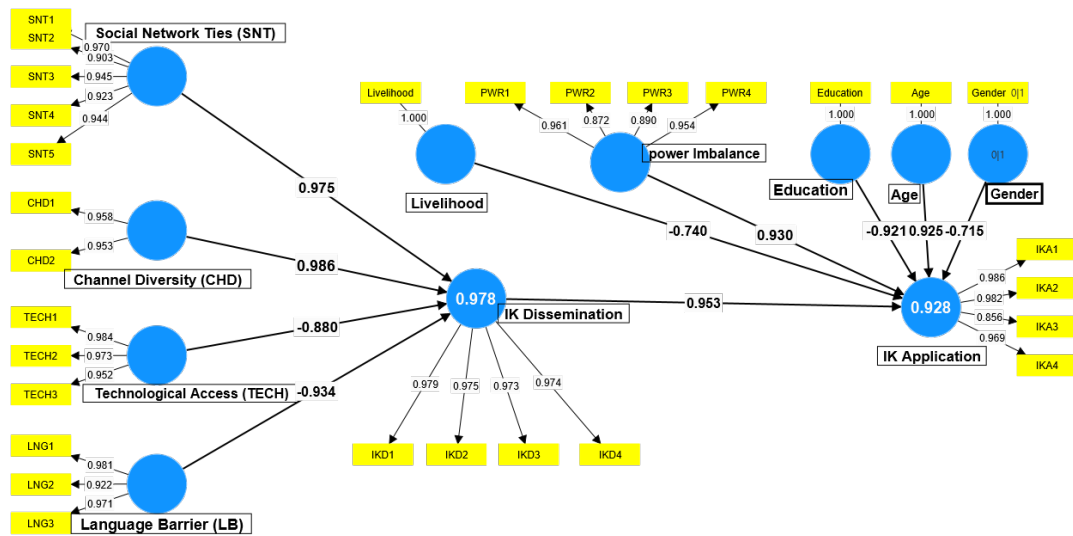 SNT1
SNT2
SNT3
SNT4
SNT5
0.970
0.903
0.945
0.923
0.944
Social Network Ties (SNT)
0.975
CHD1
CHD2
0.958
0.953
Channel Diversity (CHD)
0.986
TECH1
TECH2
TECH3
0.984
0.973
0.952
Technological Access (TECH)
-0.880
LNG1
LNG2
LNG3
0.981
0.922
0.971
Language Barrier (LB)
-0.934
Livelihood
1.000
Livelihood
-0.740
PWR1
PWR2
PWR3
PWR4
0.961
0.872
0.890
0.954
power Imbalance
0.930
Education
Age
Gender 0|1
1.000
1.000
1.000
0|1
Education
Age
Gender
-0.921
0.925
-0.715
0.978
IK Dissemination
0.953
0.979
0.975
0.973
0.974
IKD1
IKD2
IKD3
IKD4
0.928
IK Application
0.986
0.982
0.856
0.969
IKA1
IKA2
IKA3
IKA4